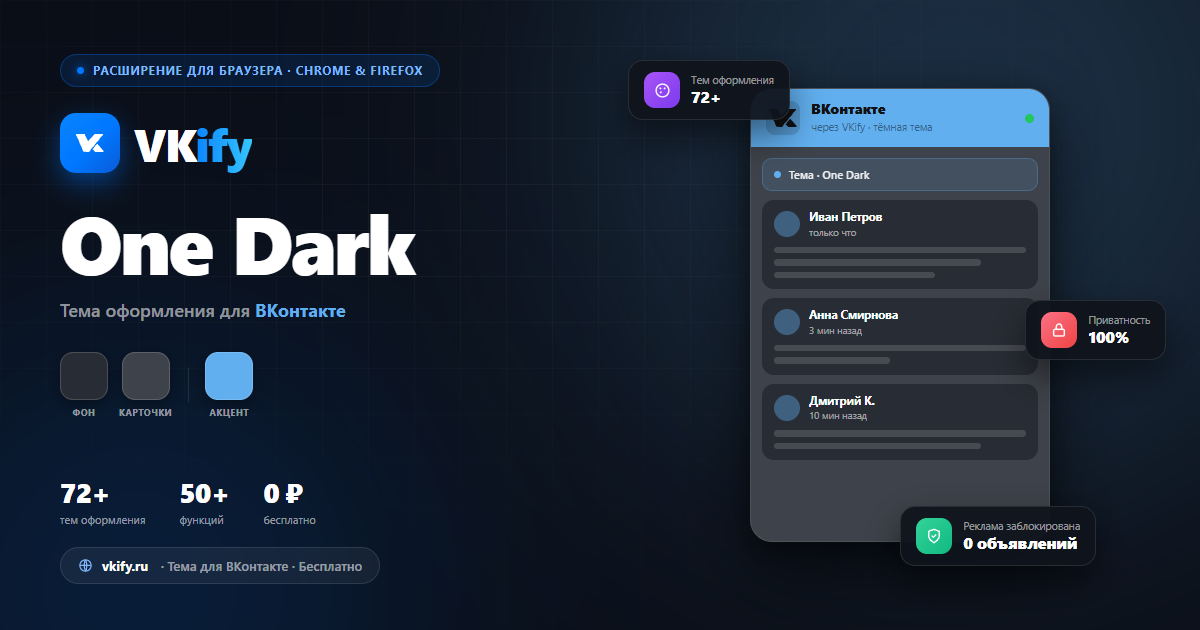 РАСШИРЕНИЕ ДЛЯ БРАУЗЕРА · CHROME & FIREFOX
VKify
One Dark
Тема оформления для ВКонтакте
ФОН
КАРТОЧКИ
АКЦЕНТ
72+
тем оформления
50+
функций
0 ₽
бесплатно
vkify.ru · Тема для ВКонтакте · Бесплатно
Тем оформления
72+
ВКонтакте
через VKify · тёмная тема
Тема · One Dark
Иван Петров
только что
Анна Смирнова
3 мин назад
Дмитрий К.
10 мин назад
Приватность
100%
Реклама заблокирована
0 объявлений